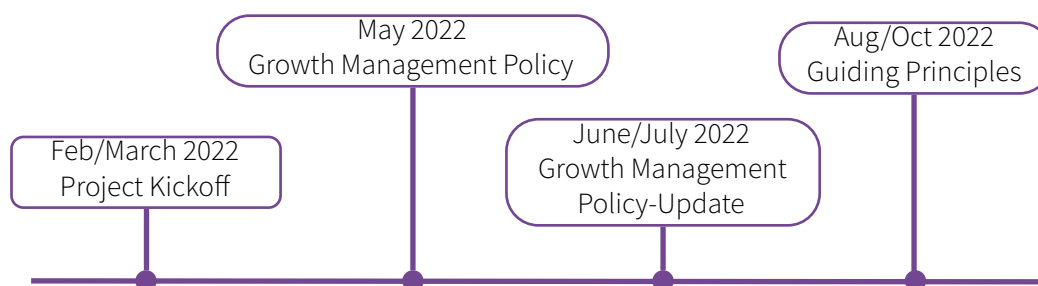 Feb/March 2022
Project Kickoff
May 2022
Growth Management Policy
June/July 2022
Growth Management
Policy-Update
Aug/Oct 2022
Guiding Principles